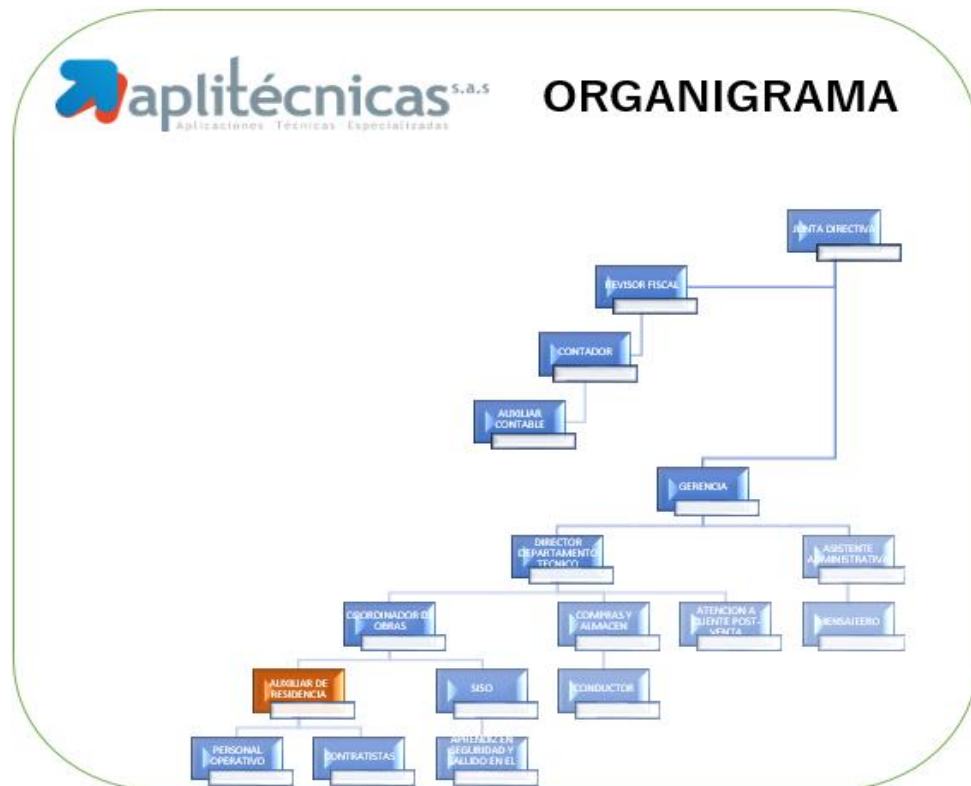 aplitécnicas s.a.s
Aplicaciones Técnicas Especializadas
ORGANIGRAMA
JUNTA DIRECTIVA
REVISOR FISCAL
CONTADOR
AUXILIAR
CONTABLE
GERENCIA
DIRECTOR
DEPARTAMENTO
TECNICO
ASISTENTE
ADMINISTRATIVA
COORDINADOR DE
OBRAS
COMPRAS Y
ALMACEN
ATENCION A
CLIENTE POST-
VENTA
AUXILIAR DE
RESIDENCIA
SISO
CONDUCTOR
PERSONAL
OPERATIVO
CONTRATISTAS
APRENDIZ EN
SEGURIDAD Y
EN EL